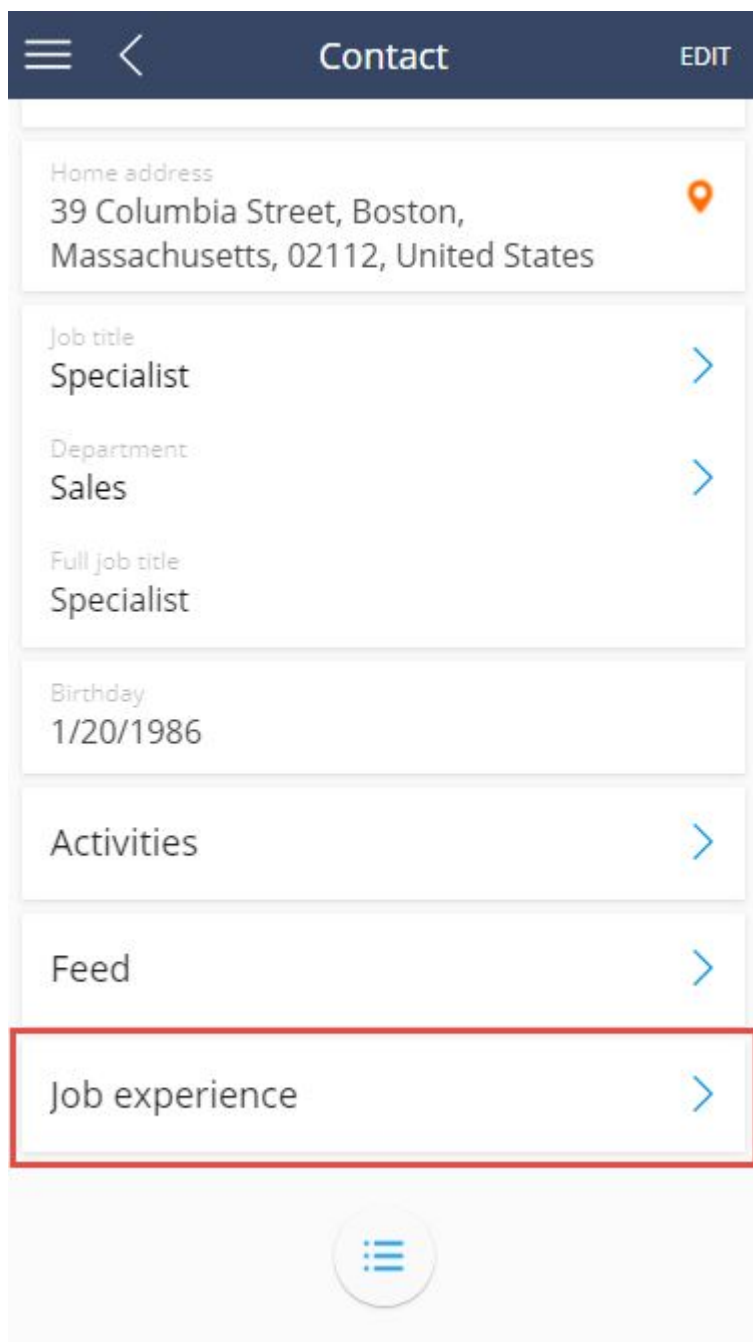 Contact
EDIT
Home address
39 Columbia Street, Boston,
Massachusetts, 02112, United States
Job title
Specialist
Department
Sales
Full job title
Specialist
Birthday
1/20/1986
Activities
Feed
Job experience